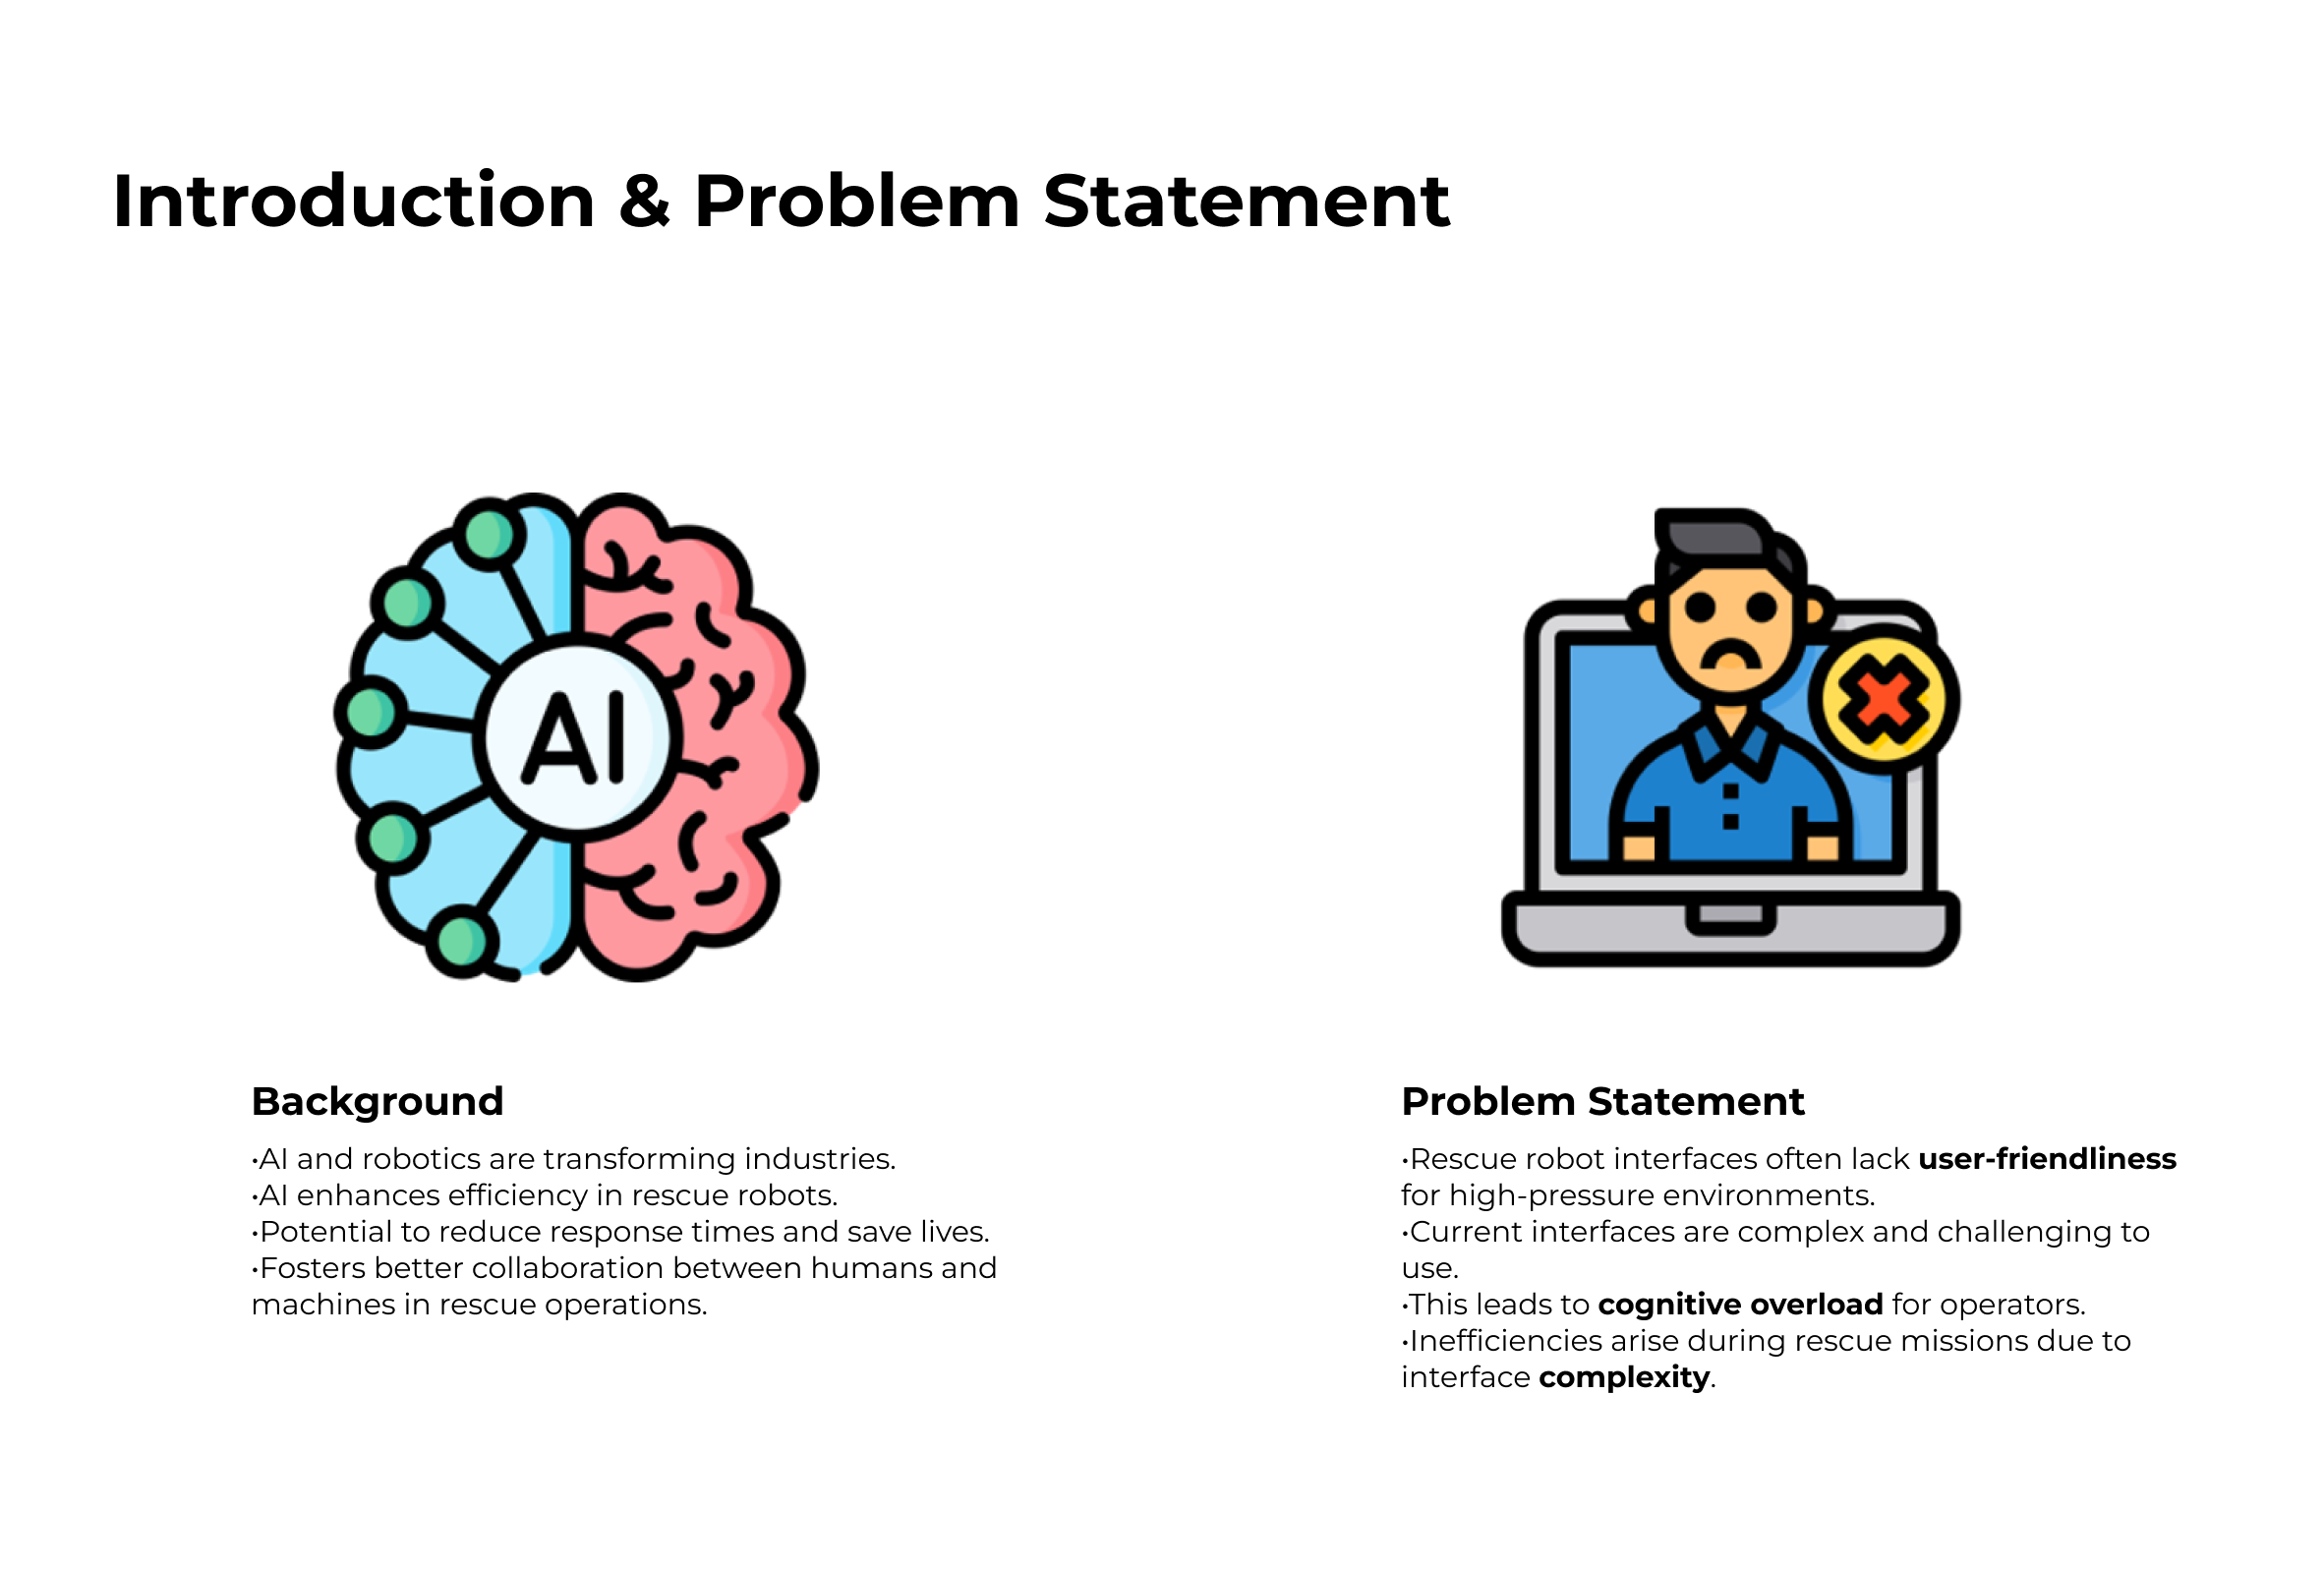 Introduction & Problem Statement
AI
Background
•AI and robotics are transforming industries.
•AI enhances efficiency in rescue robots.
•Potential to reduce response times and save lives.
•Fosters better collaboration between humans and
machines in rescue operations.
Problem Statement
•Rescue robot interfaces often lack user-friendliness
for high-pressure environments.
•Current interfaces are complex and challenging to
use.
•This leads to cognitive overload for operators.
•Inefficiencies arise during rescue missions due to
interface complexity.